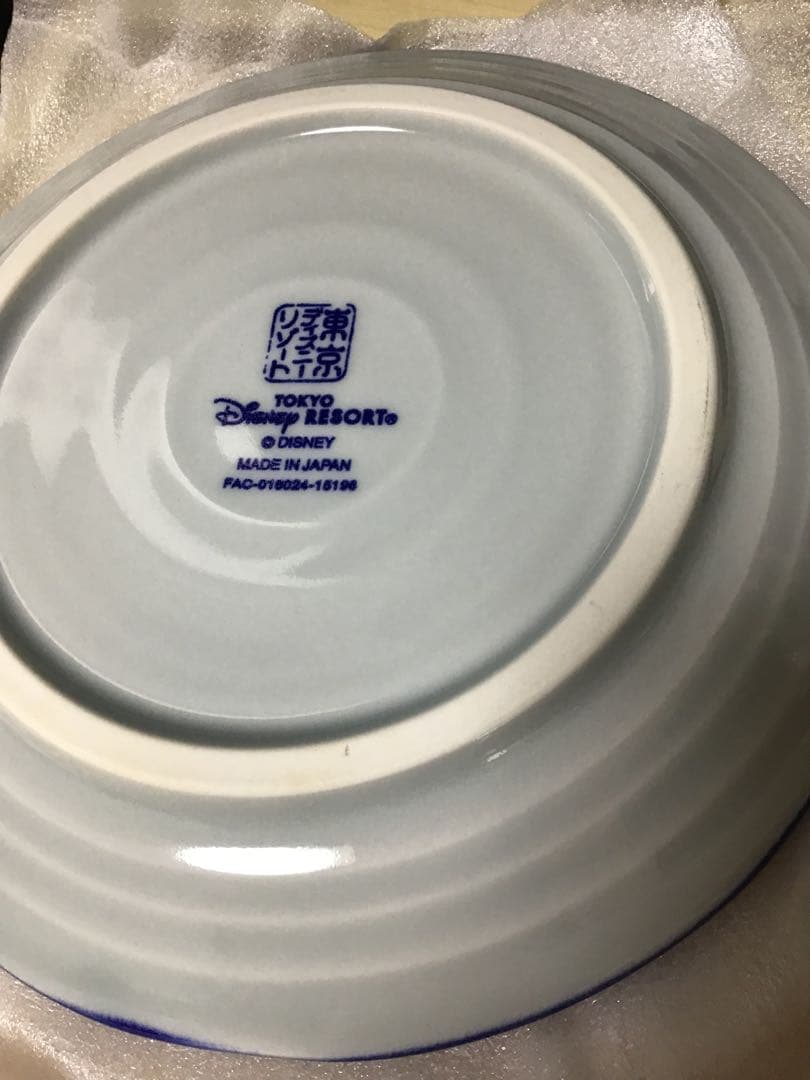 東京
ディズニー
リゾート
TOKYO
Disney RESORT®
© DISNEY
MADE IN JAPAN
FAC-016024-15196